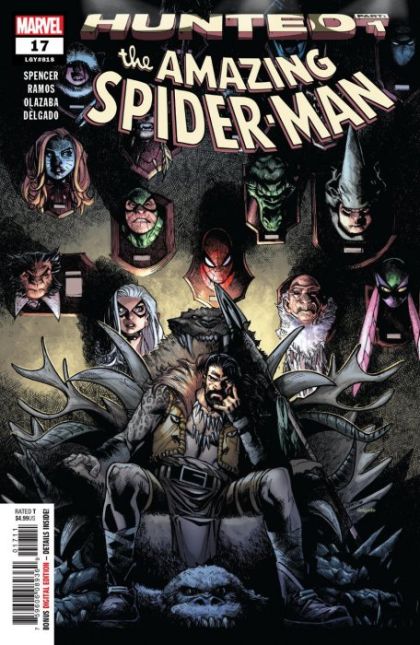 HUNTED PART: 1
MARVEL
17
LGY#818
SPENCER
RAMOS
OLAZABA
DELGADO
the AMAZING
SPIDER-MAN
RATED T
$4.99US
01711
BONUS DIGITAL EDITION – DETAILS INSIDE!